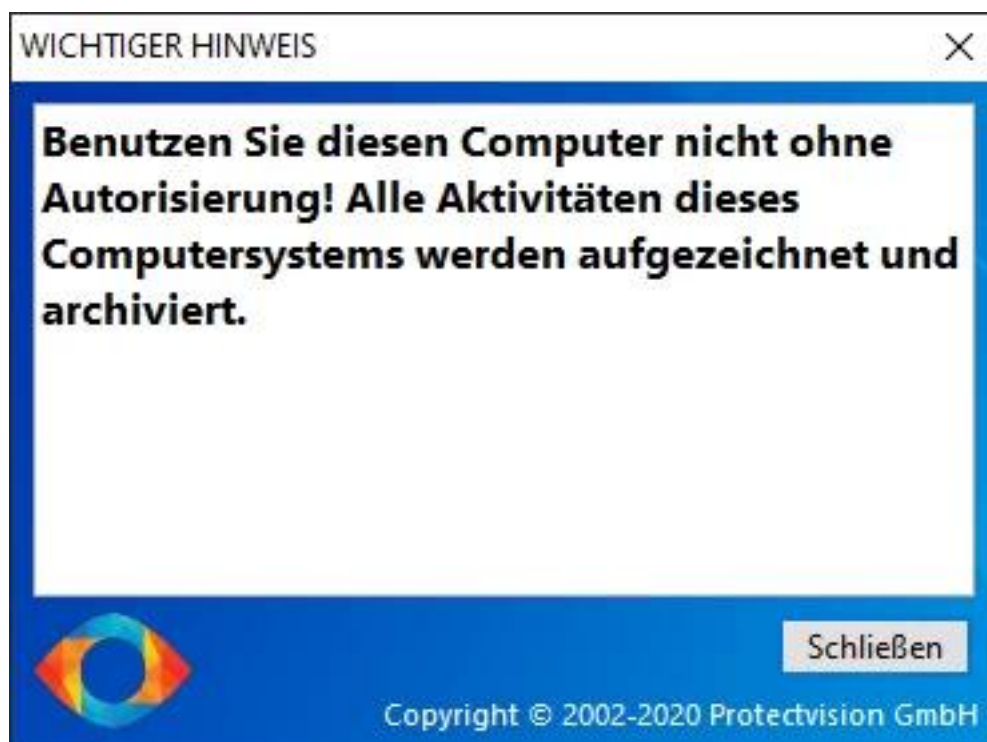 WICHTIGER HINWEIS
Benutzen Sie diesen Computer nicht ohne
Autorisierung! Alle Aktivitäten dieses
Computersystems werden aufgezeichnet und
archiviert.
Schließen
Copyright © 2002-2020 Protectvision GmbH